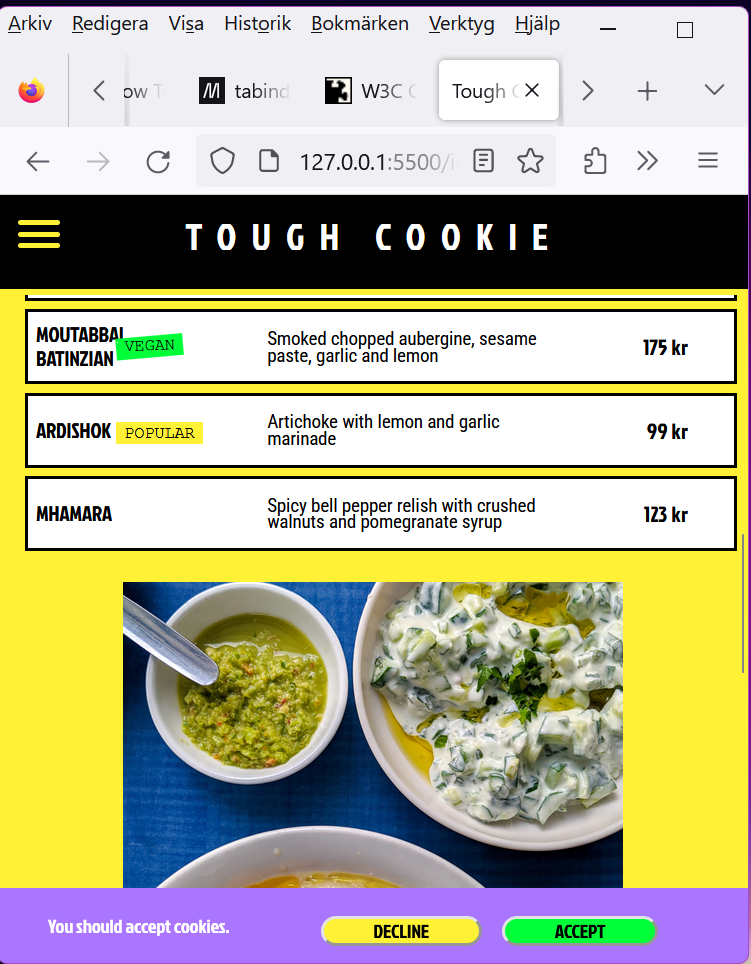 Arkiv Redigera Visa Historik Bokmärken Verktyg Hjälp
ow T tabind W3C Tough
127.0.0.1:5500/i
TOUGH COOKIE
MOUTABBAL VEGAN
BATINZIAN
Smoked chopped aubergine, sesame
paste, garlic and lemon
175 kr
ARDISHOK POPULAR
Artichoke with lemon and garlic
marinade
99 kr
MHAMARA
Spicy bell pepper relish with crushed
walnuts and pomegranate syrup
123 kr
You should accept cookies.
DECLINE
ACCEPT